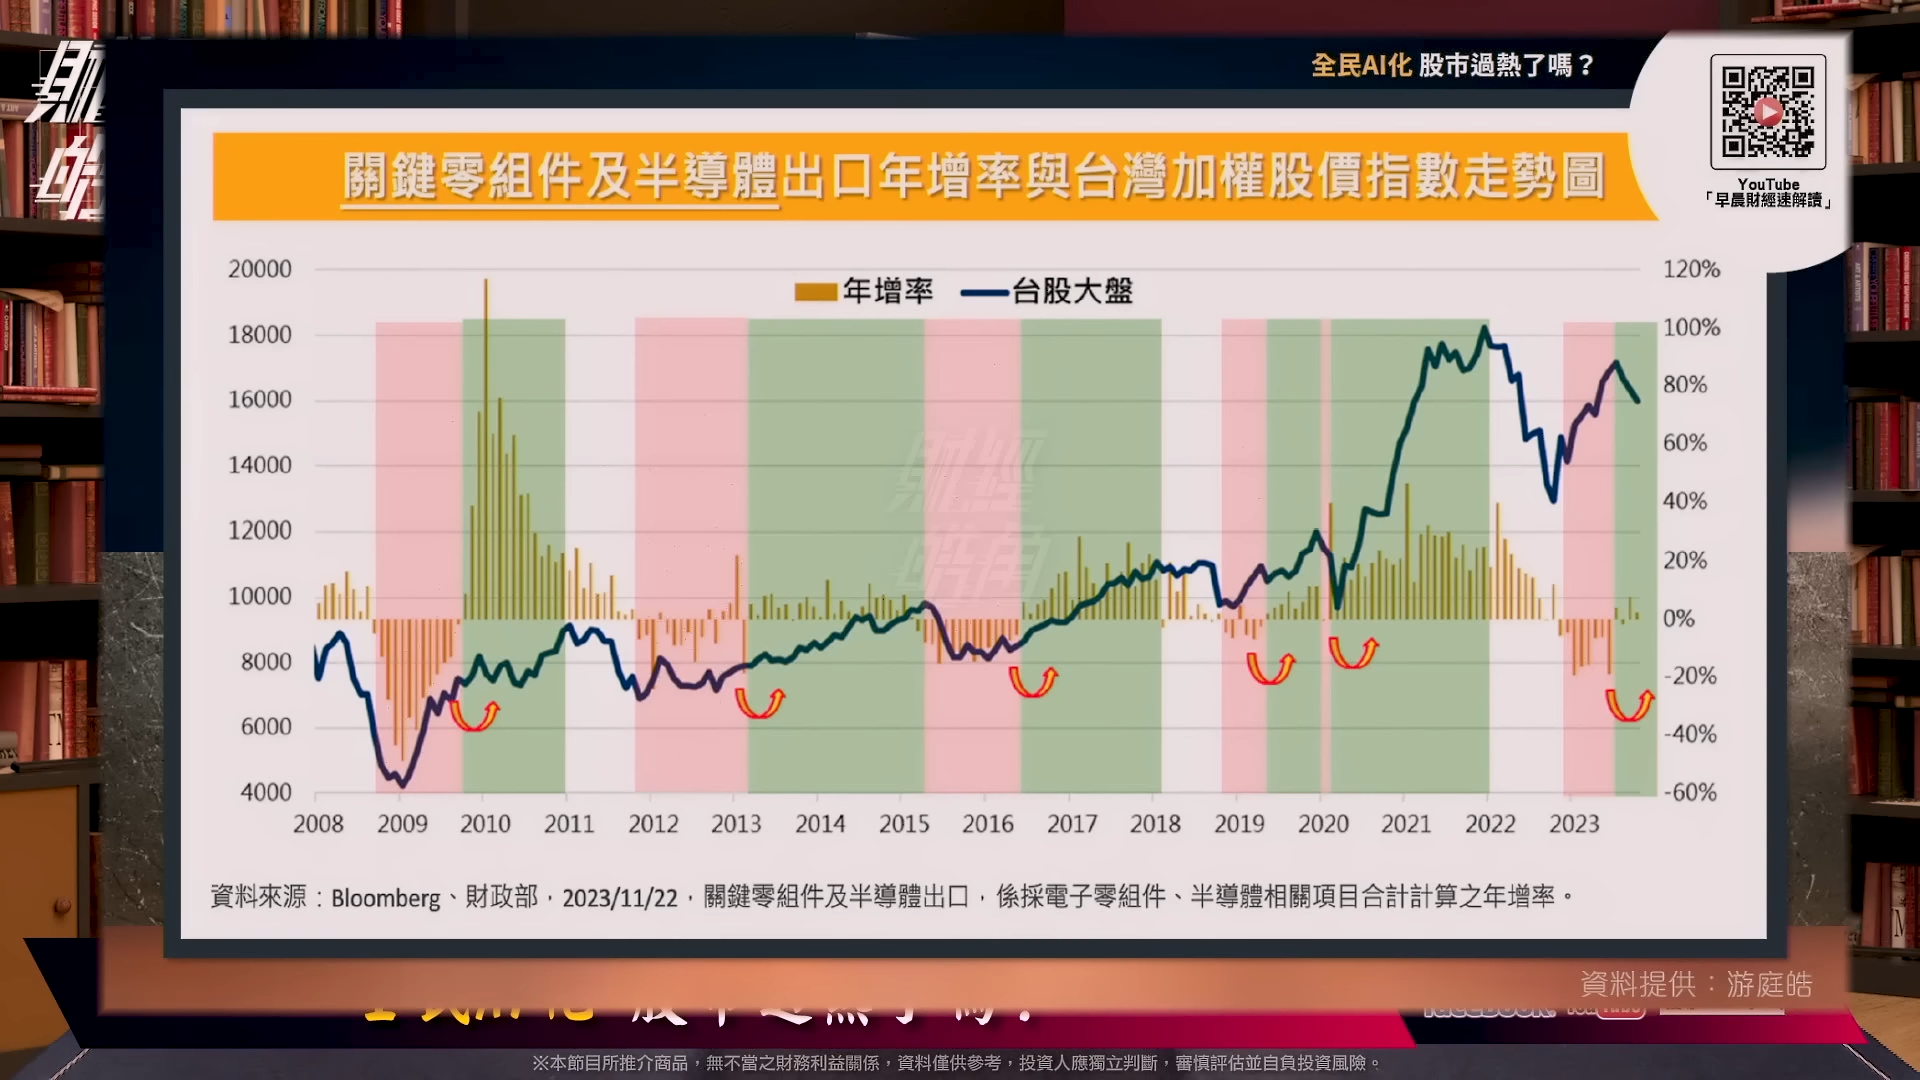 全民AI化 股市過熱了嗎？
財
皓
YouTube
「早晨財經速解讀」
關鍵零組件及半導體出口年增率與台灣加權股價指數走勢圖
年增率 台股大盤
20000
18000
16000
14000
12000
10000
8000
6000
4000
120%
100%
80%
60%
40%
20%
0%
-20%
-40%
-60%
財經
皓角
2008 2009 2010 2011 2012 2013 2014 2015 2016 2017 2018 2019 2020 2021 2022 2023
資料來源：Bloomberg、財政部，2023/11/22，關鍵零組件及半導體出口，係採電子零組件、半導體相關項目合計計算之年增率。
資料提供：游庭皓
※本節目所推介商品，無不當之財務利益關係，資料僅供參考，投資人應獨立判斷，審慎評估並自負投資風險。